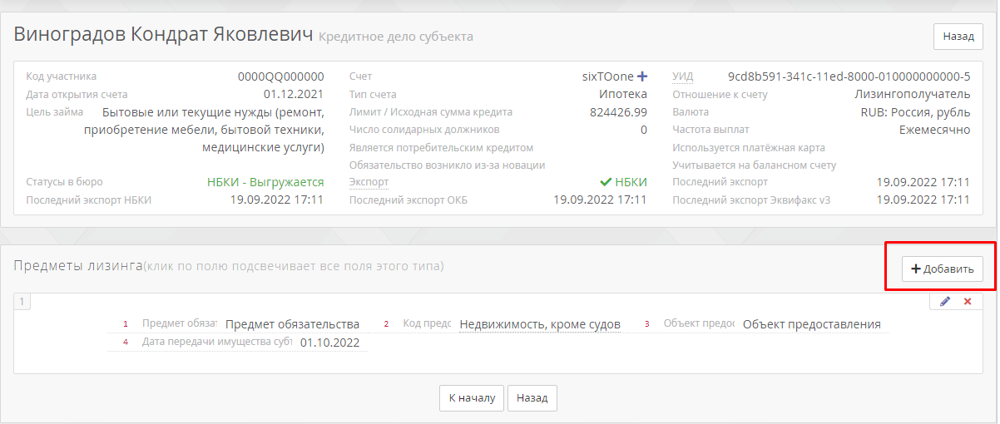 Виноградов Кондрат Яковлевич Кредитное дело субъекта
Назад
Код участника 0000QQ000000 Счет sixTOone УИД 9cd8b591-341c-11ed-8000-010000000000-5
Дата открытия счета 01.12.2021 Тип счета Ипотека Отношение к счету Лизингополучатель
Цель займа Бытовые или текущие нужды (ремонт, Лимит / Исходная сумма кредита 824426.99 Валюта RUB: Россия, рубль
приобретение мебели, бытовой техники, Число солидарных должников 0 Частота выплат Ежемесячно
медицинские услуги) Является потребительским кредитом Используется платёжная карта
Обязательство возникло из-за новации Учитывается на балансном счету
Статусы в бюро НБКИ - Выгружается Экспорт НБКИ Последний экспорт 19.09.2022 17:11
Последний экспорт НБКИ 19.09.2022 17:11 Последний экспорт ОКБ 19.09.2022 17:11 Последний экспорт Эквифакс v3 19.09.2022 17:11
Предметы лизинга(клик по полю подсвечивает все поля этого типа)
Добавить
1
1 Предмет обязат Предмет обязательства 2 Код предс Недвижимость, кроме судов 3 Объект предос Объект предоставления
4 Дата передачи имущества субъ 01.10.2022
К началу Назад